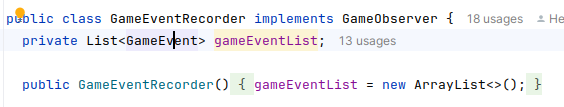 public class GameEventRecorder implements GameObserver { 18 usages He
private List<GameEvent> gameEventList; 13 usages
public GameEventRecorder() { gameEventList = new ArrayList<>(); }